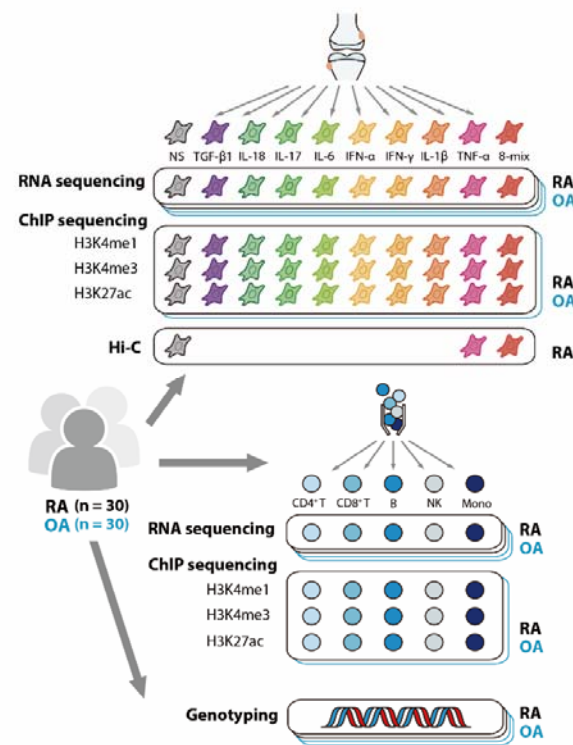 NS TGF-β1 IL-18 IL-17 IL-6 IFN-α IFN-γ IL-1β TNF-α 8-mix
RNA sequencing
RA
OA
ChIP sequencing
H3K4me1
H3K4me3
H3K27ac
RA
OA
Hi-C
RA
RA (n = 30)
OA (n = 30)
CD4⁺T CD8⁺T B NK Mono
RNA sequencing
RA
OA
ChIP sequencing
H3K4me1
H3K4me3
H3K27ac
RA
OA
Genotyping
RA
OA